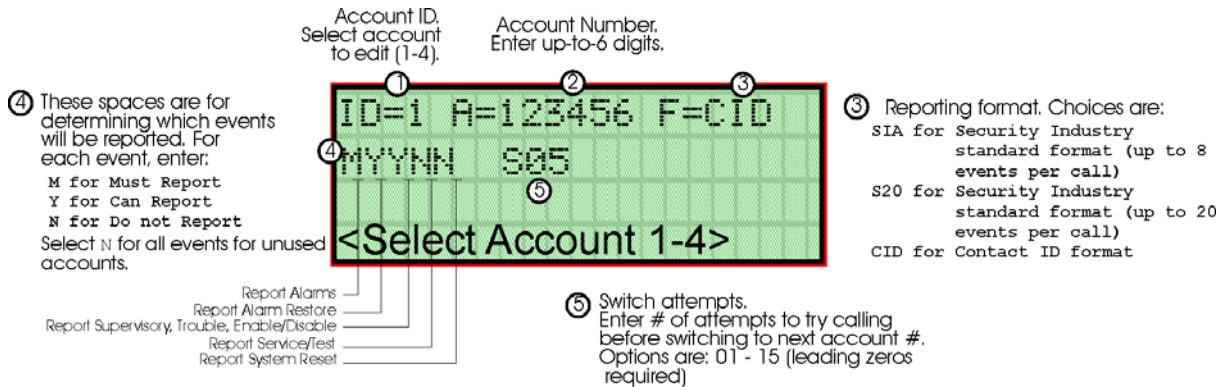 Account ID.
Select account
to edit (1-4).
Account Number.
Enter up-to-6 digits.
1
2
3
ID=1 A=123456 F=CID
4
MYYNN S05
5
<Select Account 1-4>
4 These spaces are for
determining which events
will be reported. For
each event, enter:
M for Must Report
Y for Can Report
N for Do not Report
Select N for all events for unused
accounts.
Report Alarms
Report Alarm Restore
Report Supervisory, Trouble, Enable/Disable
Report Service/Test
Report System Reset
3 Reporting format. Choices are:
SIA for Security Industry
standard format (up to 8
events per call)
S20 for Security Industry
standard format (up to 20
events per call)
CID for Contact ID format
5 Switch attempts.
Enter # of attempts to try calling
before switching to next account #.
Options are: 01 - 15 (leading zeros
required)